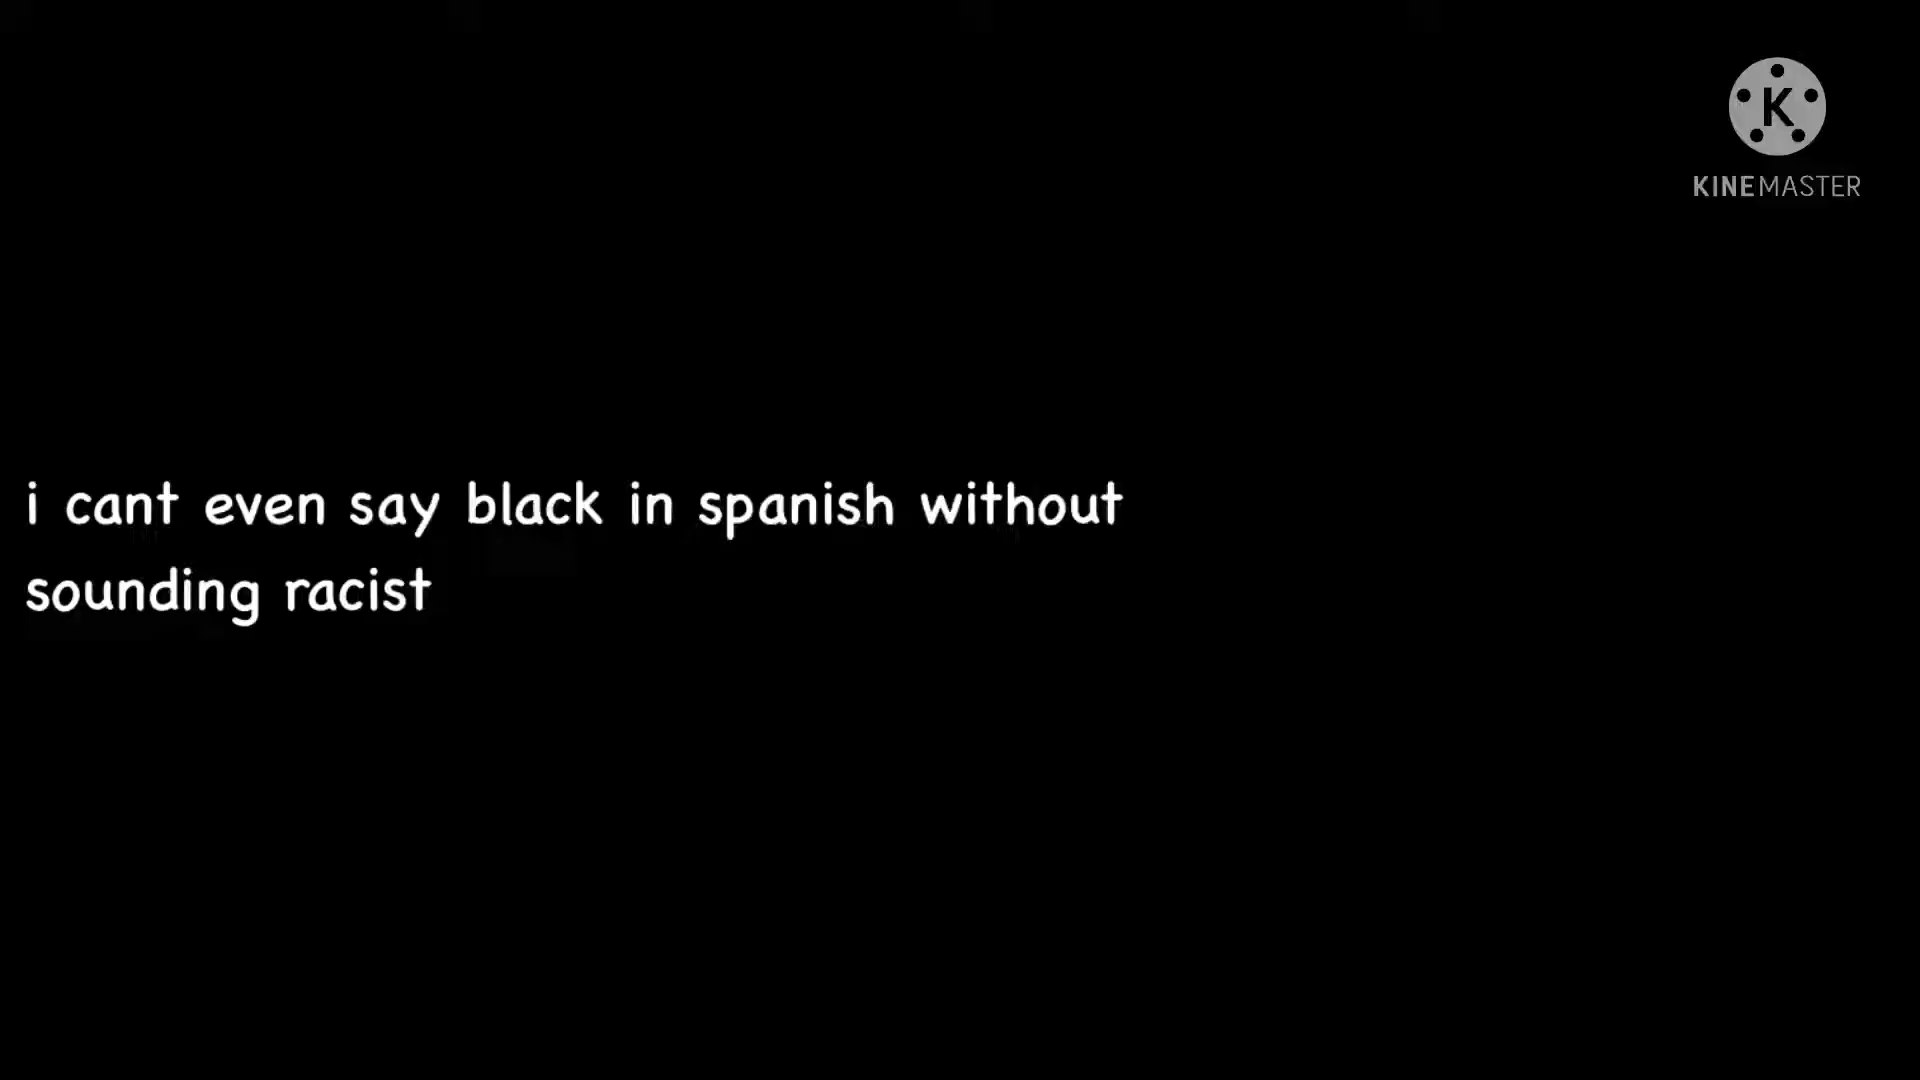 K
KINEMASTER
i cant even say black in spanish without
sounding racist